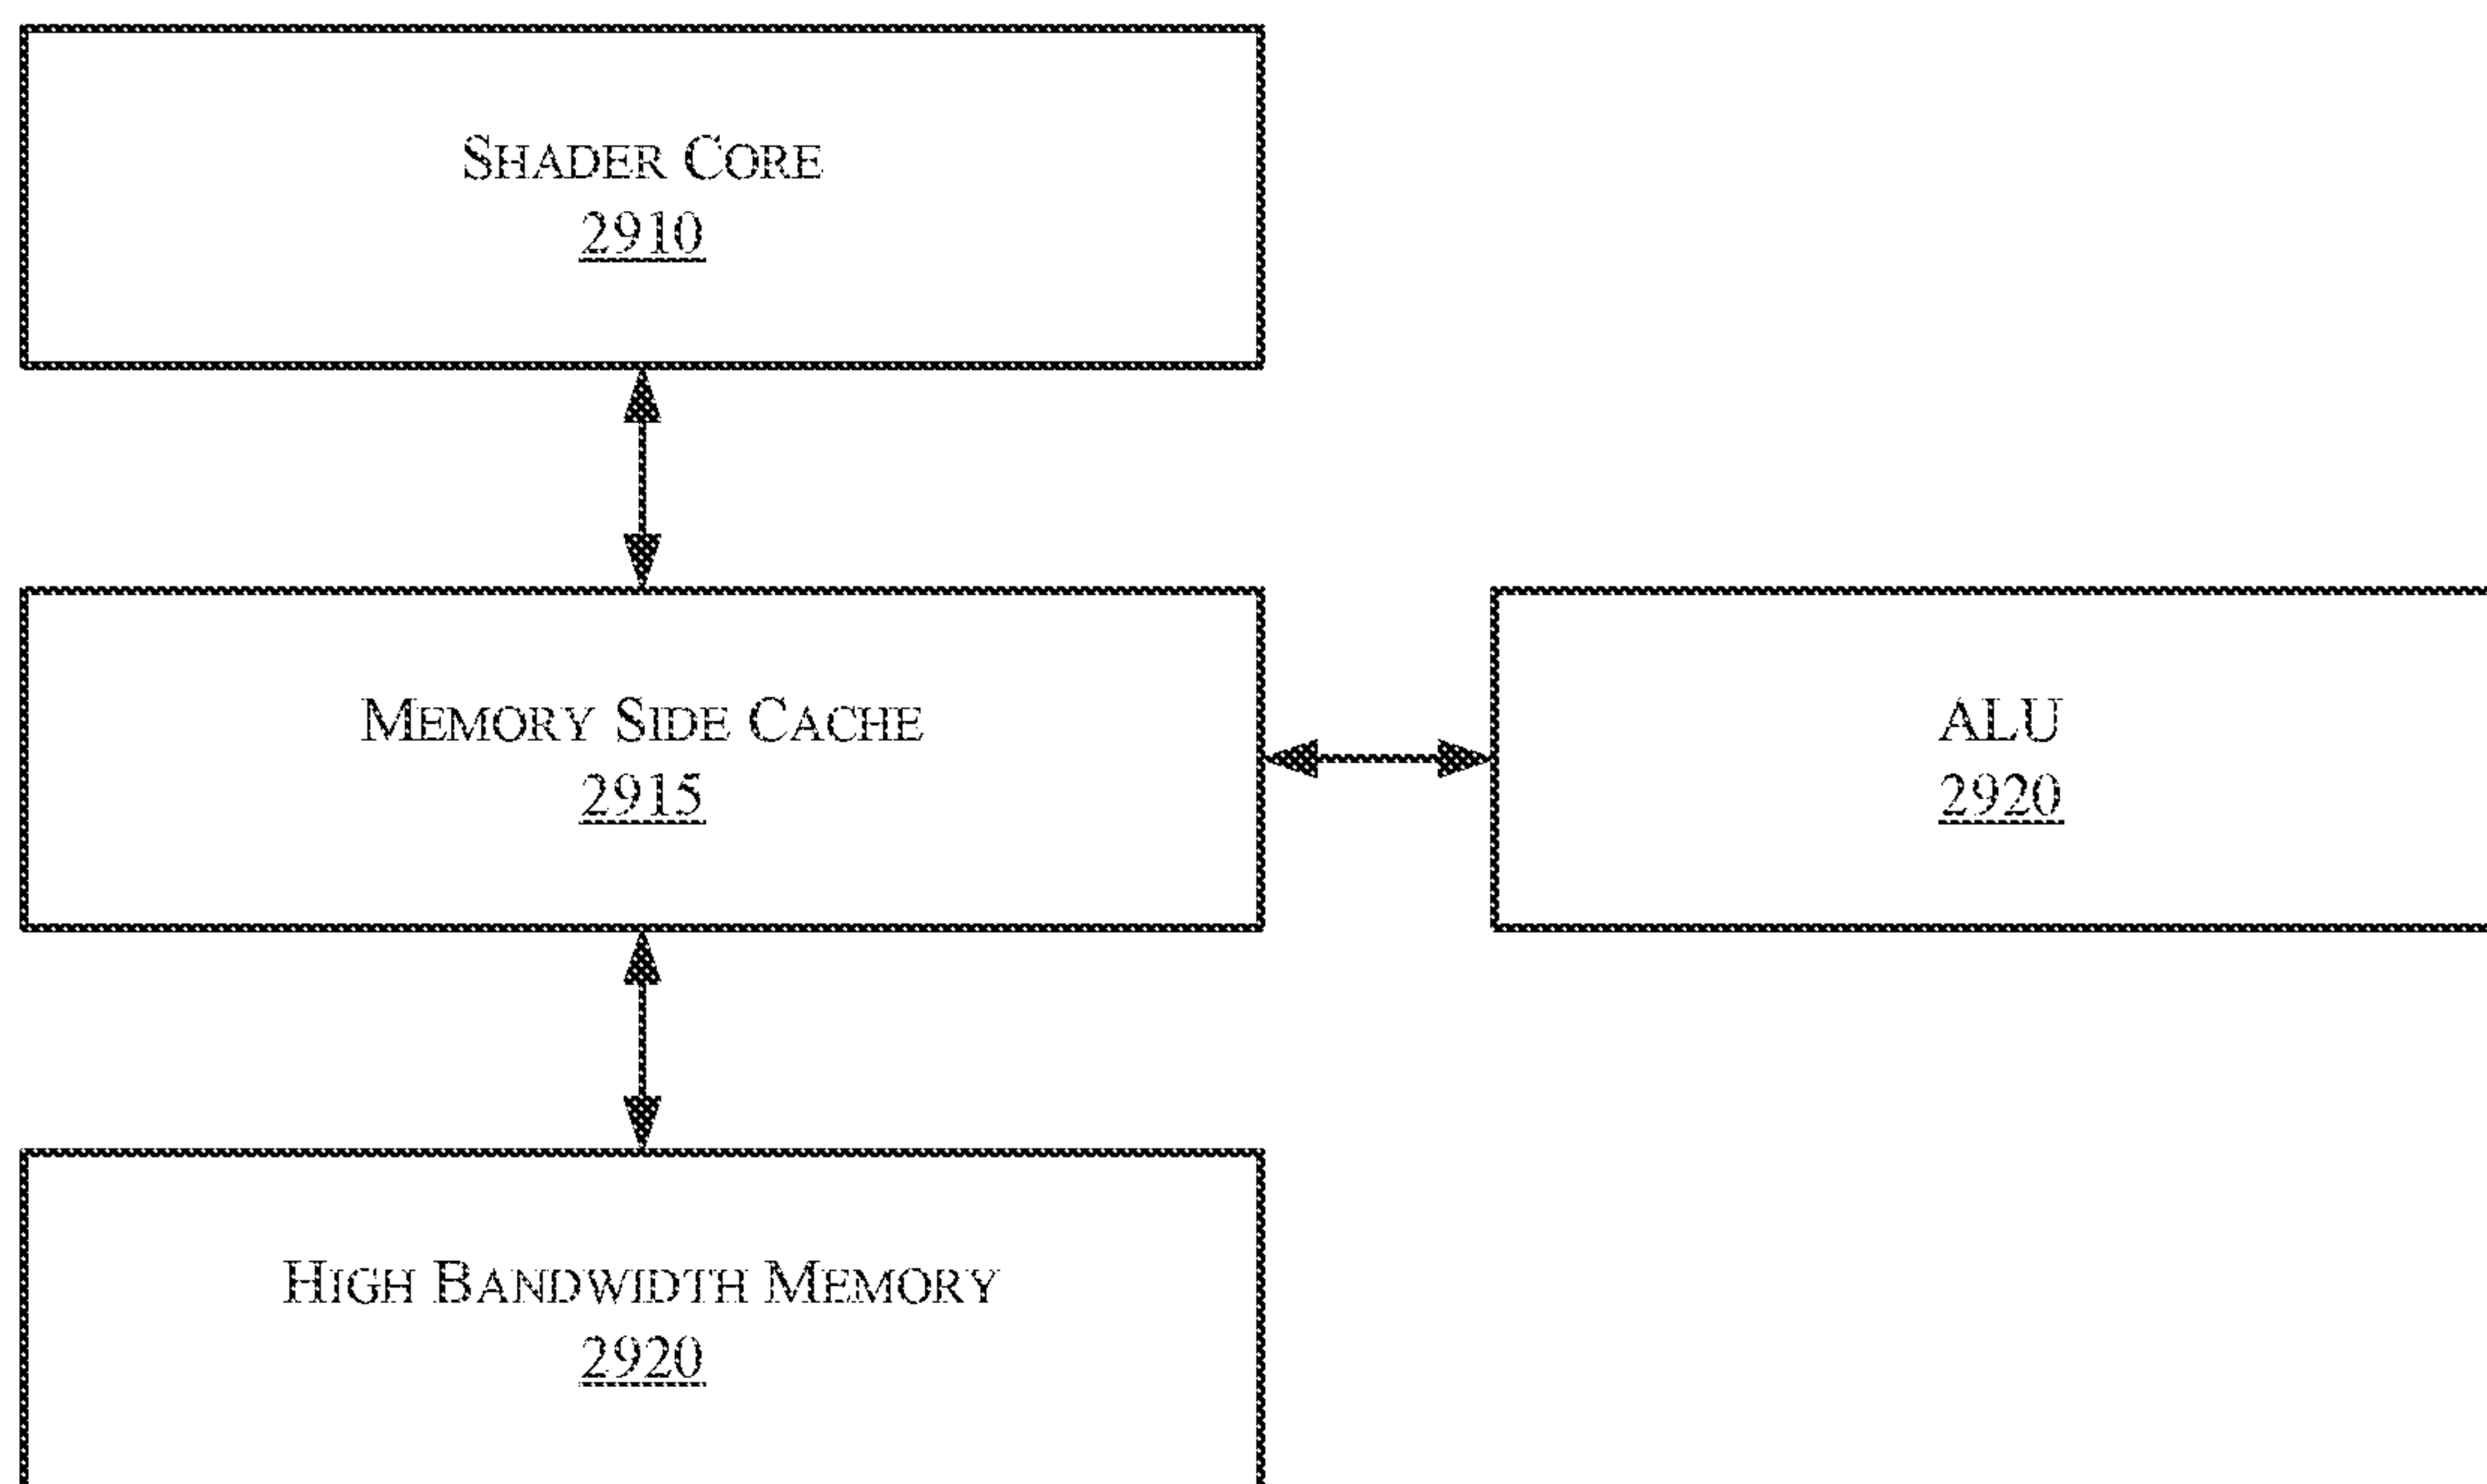 SHADER CORE
2910
MEMORY SIDE CACHE
2915
ALU
2920
HIGH BANDWIDTH MEMORY
2920